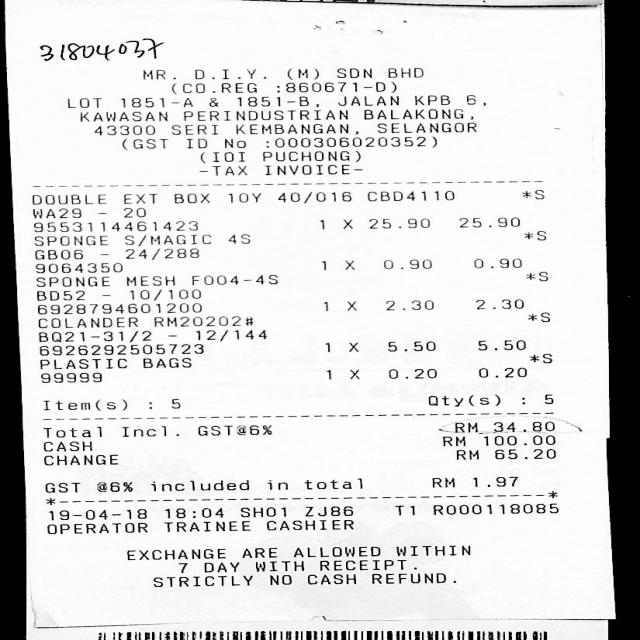 31804037
MR. D.I.Y. (M) SDN BHD
(CO.REG :860671-D)
LOT 1851-A & 1851-B, JALAN KPB 6,
KAWASAN PERINDUSTRIAN BALAKONG,
43300 SERI KEMBANGAN, SELANGOR
(GST ID No :000306020352)
(IOI PUCHONG)
-TAX INVOICE-
DOUBLE EXT BOX 10Y 40/016 CBD4110 *S
WA29 - 20
9553114461423 1 X 25.90 25.90
SPONGE S/MAGIC 4S *S
GB06 - 24/288
9064350 1 X 0.90 0.90
SPONGE MESH F004-4S *S
BD52 - 10/100
6928794601200 1 X 2.30 2.30
COLANDER RM20202# *S
BQ21-31/2 - 12/144
6926292505723 1 X 5.50 5.50
PLASTIC BAGS *S
99999 1 X 0.20 0.20
Item(s) : 5 Qty(s) : 5
Total Incl. GST@6% RM 34.80
CASH RM 100.00
CHANGE RM 65.20
GST @6% included in total RM 1.97
19-04-18 18:04 SH01 ZJ86 T1 R000118085
OPERATOR TRAINEE CASHIER
EXCHANGE ARE ALLOWED WITHIN
7 DAY WITH RECEIPT.
STRICTLY NO CASH REFUND.